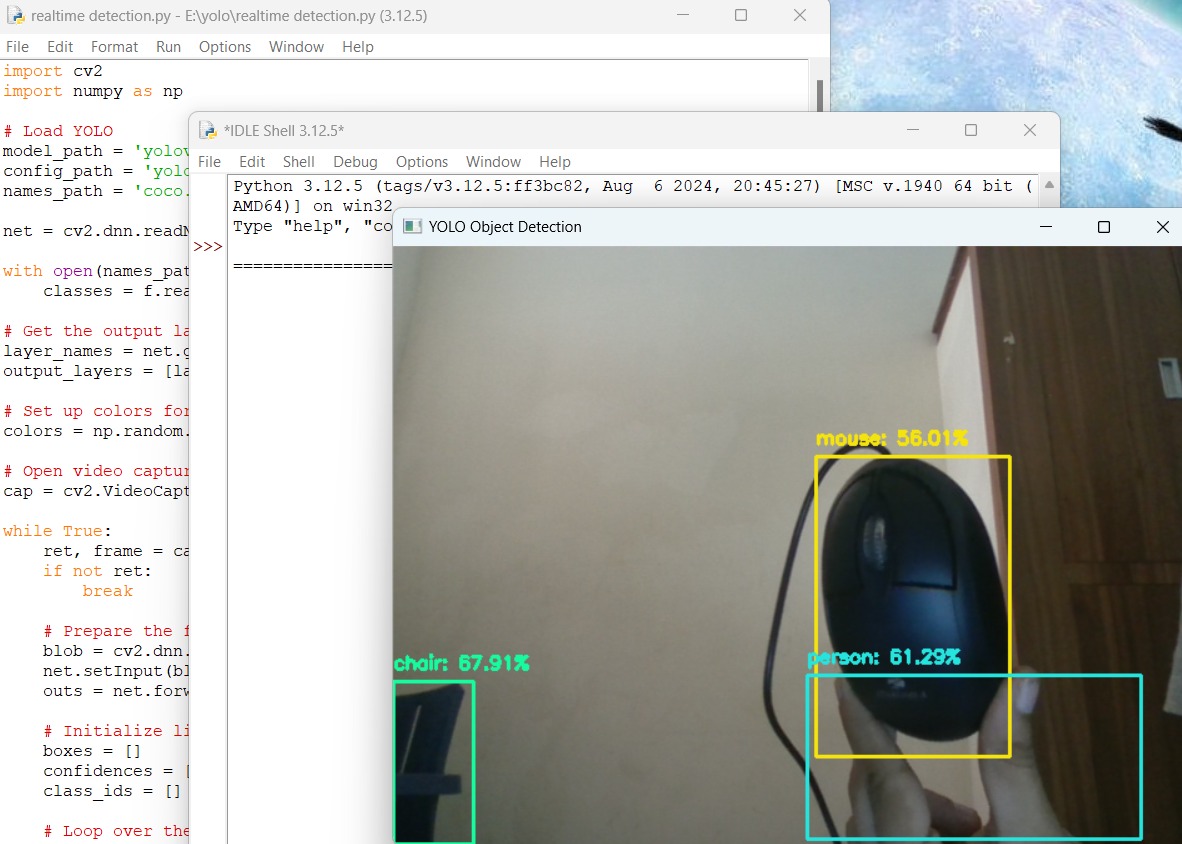 realtime detection.py - E:\yolo\realtime detection.py (3.12.5)
File Edit Format Run Options Window Help
import cv2
import numpy as np
# Load YOLO
model_path = 'yolov
config_path = 'yolo
names_path = 'coco.
net = cv2.dnn.readN
with open(names_pat
classes = f.rea
# Get the output la
layer_names = net.g
output_layers = [la
# Set up colors for
colors = np.random.
# Open video captur
cap = cv2.VideoCapt
while True:
ret, frame = ca
if not ret:
break
# Prepare the f
blob = cv2.dnn.
net.setInput(bl
outs = net.forw
# Initialize li
boxes = []
confidences = [
class_ids = []
# Loop over the
*IDLE Shell 3.12.5*
File Edit Shell Debug Options Window Help
Python 3.12.5 (tags/v3.12.5:ff3bc82, Aug  6 2024, 20:45:27) [MSC v.1940 64 bit (
AMD64)] on win32
Type "help", "co
>>>
================
YOLO Object Detection
mouse: 56.01%
person: 61.29%
chair: 67.91%